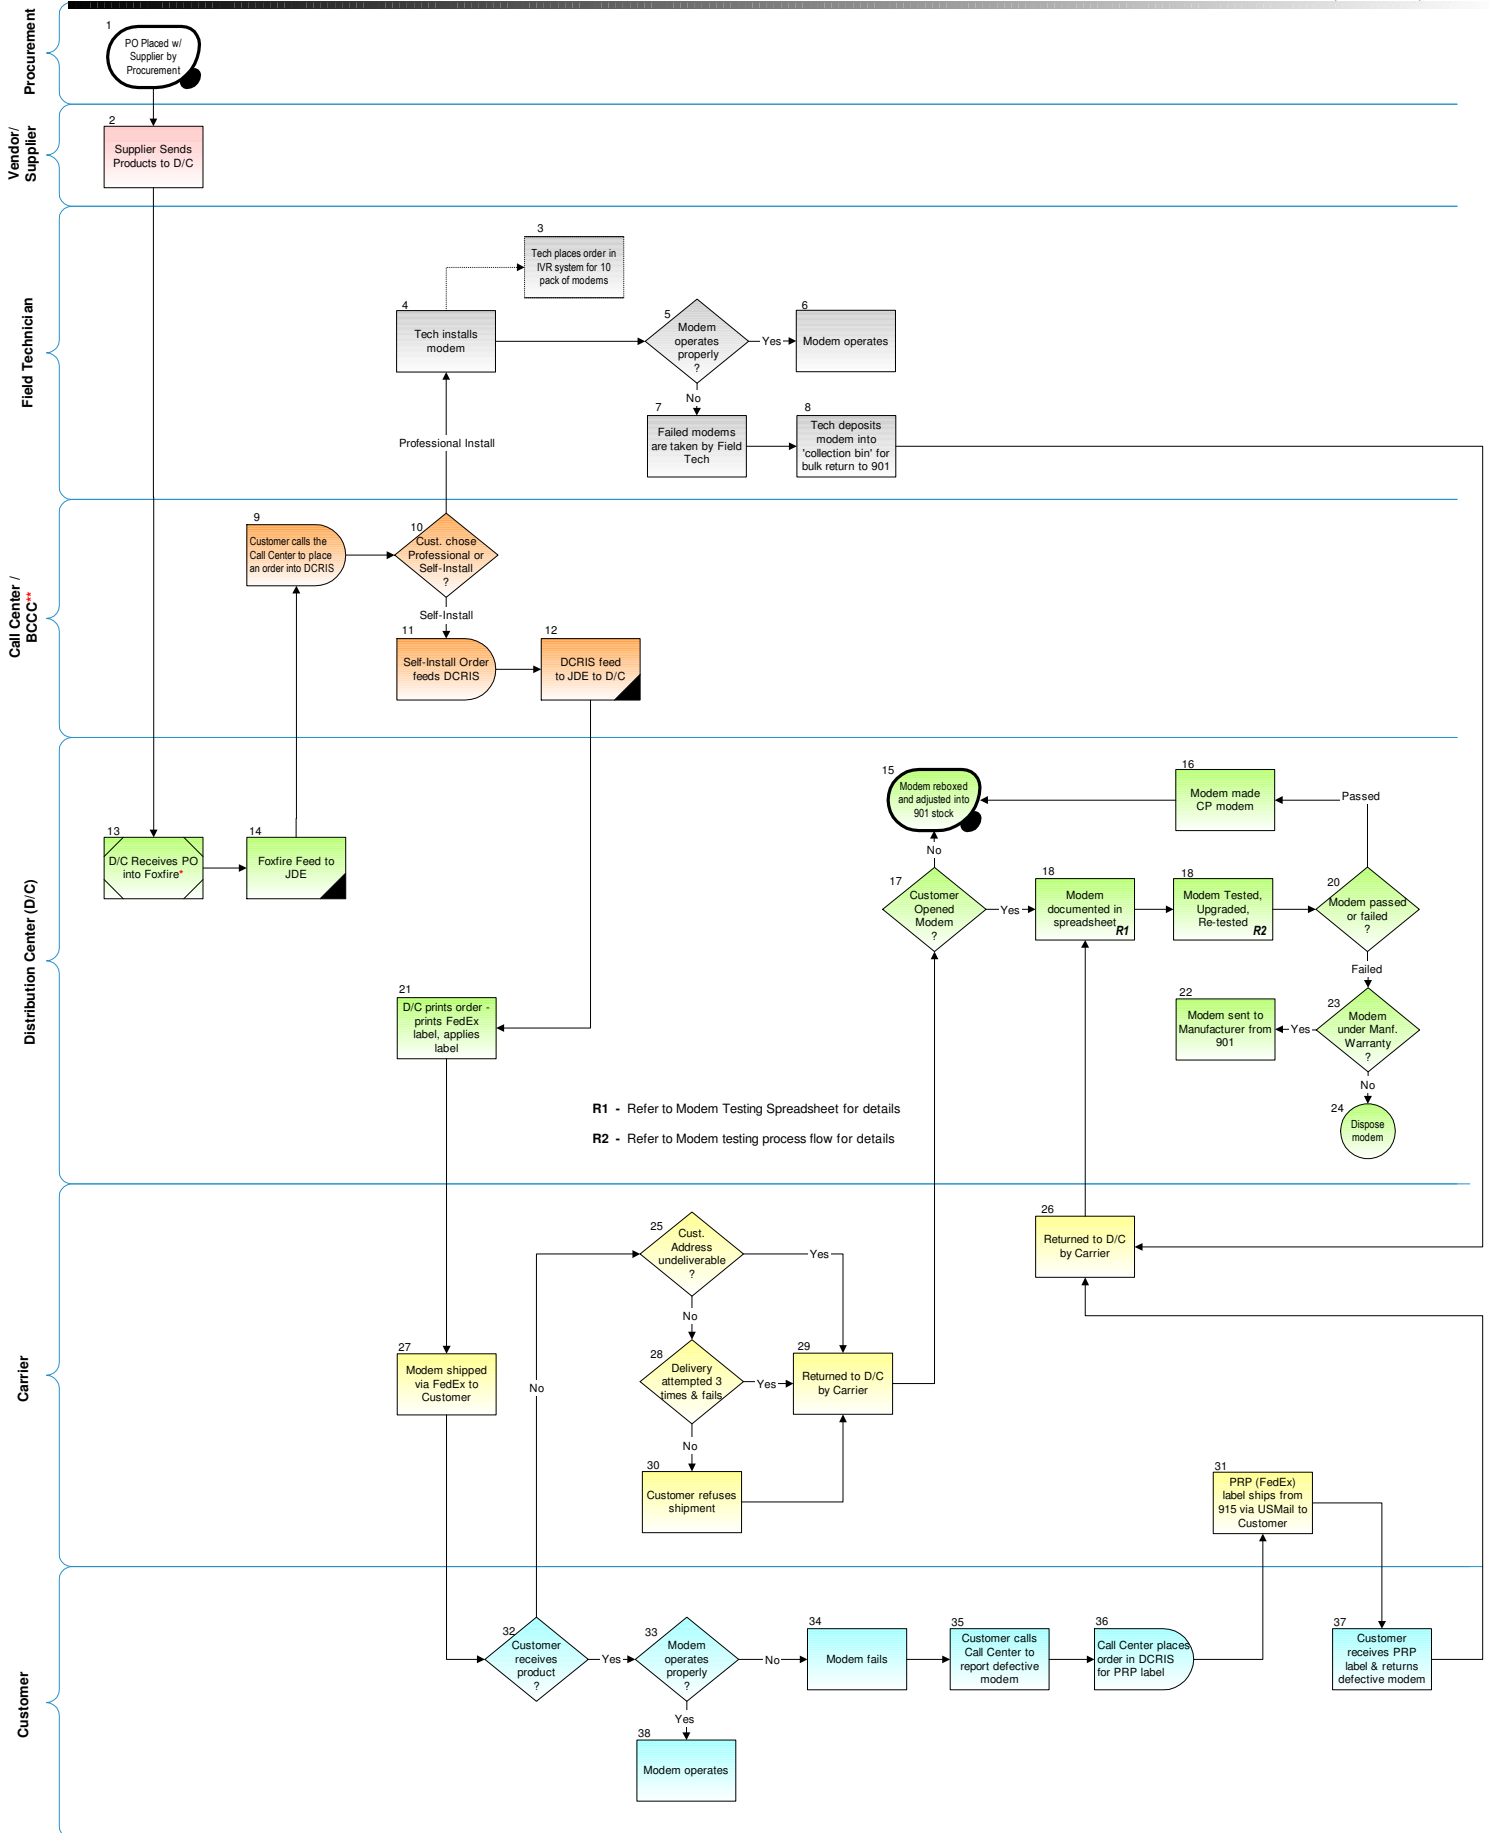 Procurement
1
PO Placed w/
Supplier by
Procurement
Vendor/
Supplier
2
Supplier Sends
Products to D/C
Field Technician
3
Tech places order in
IVR system for 10
pack of modems
4
Tech installs
modem
5
Modem
operates
properly
?
Yes
6
Modem operates
No
7
Failed modems
are taken by Field
Tech
8
Tech deposits
modem into
'collection bin' for
bulk return to 901
Professional Install
Call Center /
BCCC**
9
Customer calls the
Call Center to place
an order into DCRIS
10
Cust. chose
Professional or
Self-Install
?
Self-Install
11
Self-Install Order
feeds DCRIS
12
DCRIS feed
to JDE to D/C
Distribution Center (D/C)
13
D/C Receives PO
into Foxfire*
14
Foxfire Feed to
JDE
15
Modem reboxed
and adjusted into
901 stock
16
Modem made
CP modem
Passed
No
17
Customer
Opened
Modem
?
Yes
18
Modem
documented in
spreadsheet
R1
18
Modem Tested,
Upgraded,
Re-tested
R2
20
Modem passed
or failed
?
Failed
21
D/C prints order -
prints FedEx
label, applies
label
22
Modem sent to
Manufacturer from
901
Yes
23
Modem
under Manf.
Warranty
?
No
24
Dispose
modem
R1 - Refer to Modem Testing Spreadsheet for details
R2 - Refer to Modem testing process flow for details
Carrier
25
Cust.
Address
undeliverable
?
Yes
26
Returned to D/C
by Carrier
No
27
Modem shipped
via FedEx to
Customer
No
28
Delivery
attempted 3
times & fails
Yes
29
Returned to D/C
by Carrier
No
30
Customer refuses
shipment
31
PRP (FedEx)
label ships from
915 via USMail to
Customer
Customer
32
Customer
receives
product
?
Yes
33
Modem
operates
properly
?
No
34
Modem fails
35
Customer calls
Call Center to
report defective
modem
36
Call Center places
order in DCRIS
for PRP label
37
Customer
receives PRP
label & returns
defective modem
Yes
38
Modem operates